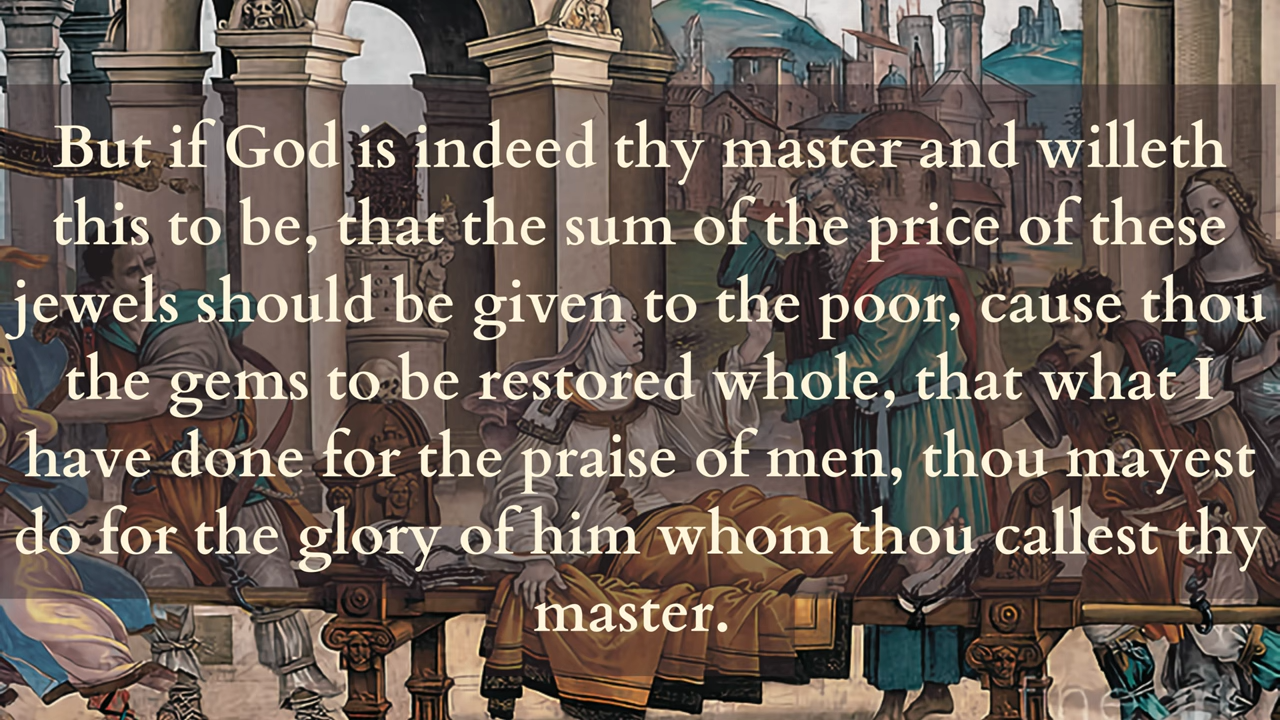 But if God is indeed thy master and willeth
this to be, that the sum of the price of these
jewels should be given to the poor, cause thou
the gems to be restored whole, that what I
have done for the praise of men, thou mayest
do for the glory of him whom thou callest thy
master.